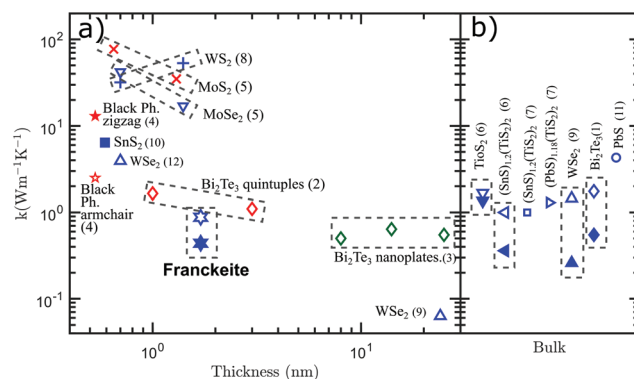 a)
b)
k(Wm⁻¹K⁻¹)
10²
10¹
10⁰
10⁻¹
WS₂ (8)
MoS₂ (5)
MoSe₂ (5)
Black Ph.
zigzag (4)
SnS₂ (10)
WSe₂ (12)
Black
Ph.
armchair
(4)
Bi₂Te₃ quintuples (2)
Franckeite
Bi₂Te₃ nanoplates.(3)
WSe₂ (9)
10⁰
10¹
Thickness (nm)
(SnS)₁.₂(TiS₂)₂ (6)
(SnS)₁.₂(TiS₂)₂ (7)
(PbS)₁.₁₈(TiS₂)₂ (7)
WSe₂ (9)
Bi₂Te₃(1)
PbS (11)
Bulk